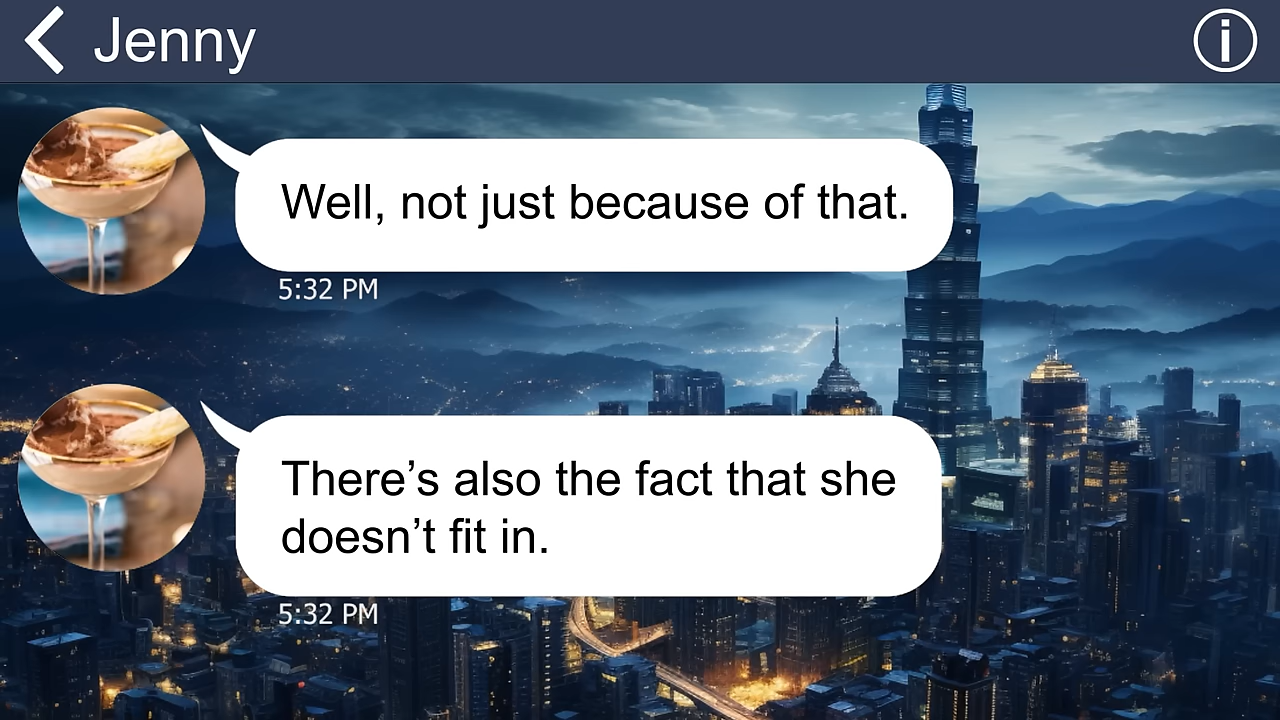 Jenny
Well, not just because of that.
5:32 PM
There’s also the fact that she
doesn’t fit in.
5:32 PM